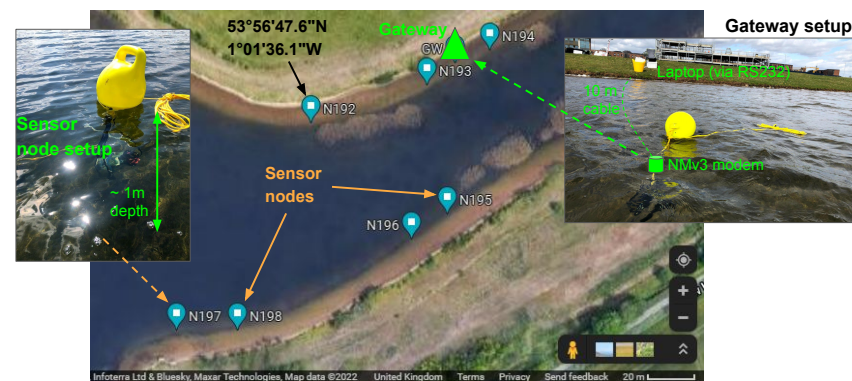 53°56'47.6"N
1°01'36.1"W
Gateway
GW
N194
N193
N192
Gateway setup
Laptop (via RS232)
10 m
cable
NMv3 modem
Sensor
node setup
~ 1m
depth
Sensor
nodes
N195
N196
N197
N198
Infoterra Ltd & Bluesky, Maxar Technologies, Map data ©2022 United Kingdom Terms Privacy Send feedback 20 m